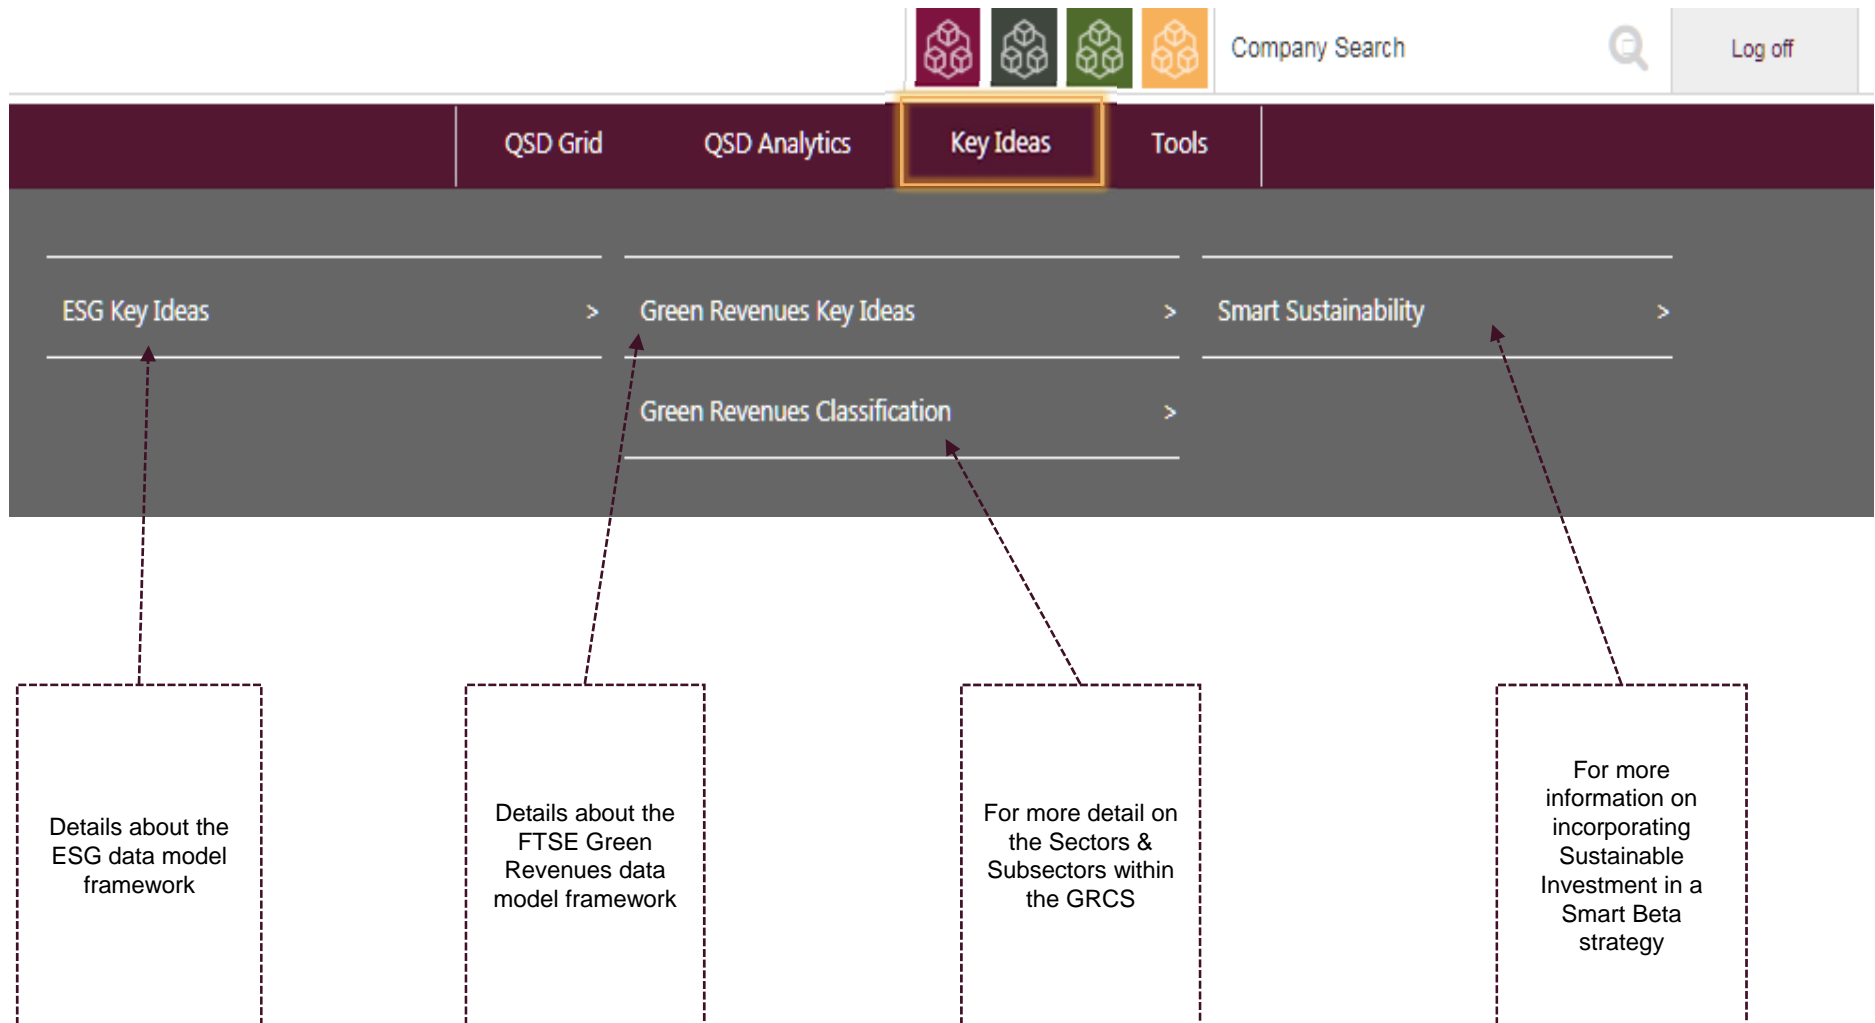 Company Search
Log off
QSD Grid
QSD Analytics
Key Ideas
Tools
ESG Key Ideas >
Green Revenues Key Ideas >
Smart Sustainability >
Green Revenues Classification >
Details about the
ESG data model
framework
Details about the
FTSE Green
Revenues data
model framework
For more detail on
the Sectors &
Subsectors within
the GRCS
For more
information on
incorporating
Sustainable
Investment in a
Smart Beta
strategy